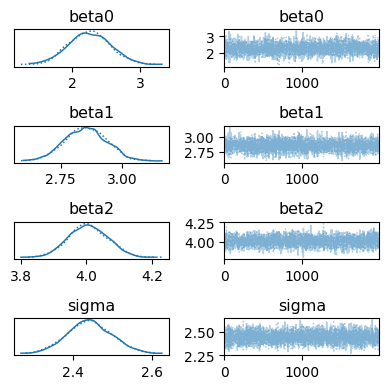 beta0 beta0
3
2
2 3 0 1000
beta1 beta1
3.00
2.75
2.75 3.00 0 1000
beta2 beta2
4.25
4.00
3.8 4.0 4.2 0 1000
sigma sigma
2.50
2.25
2.4 2.6 0 1000